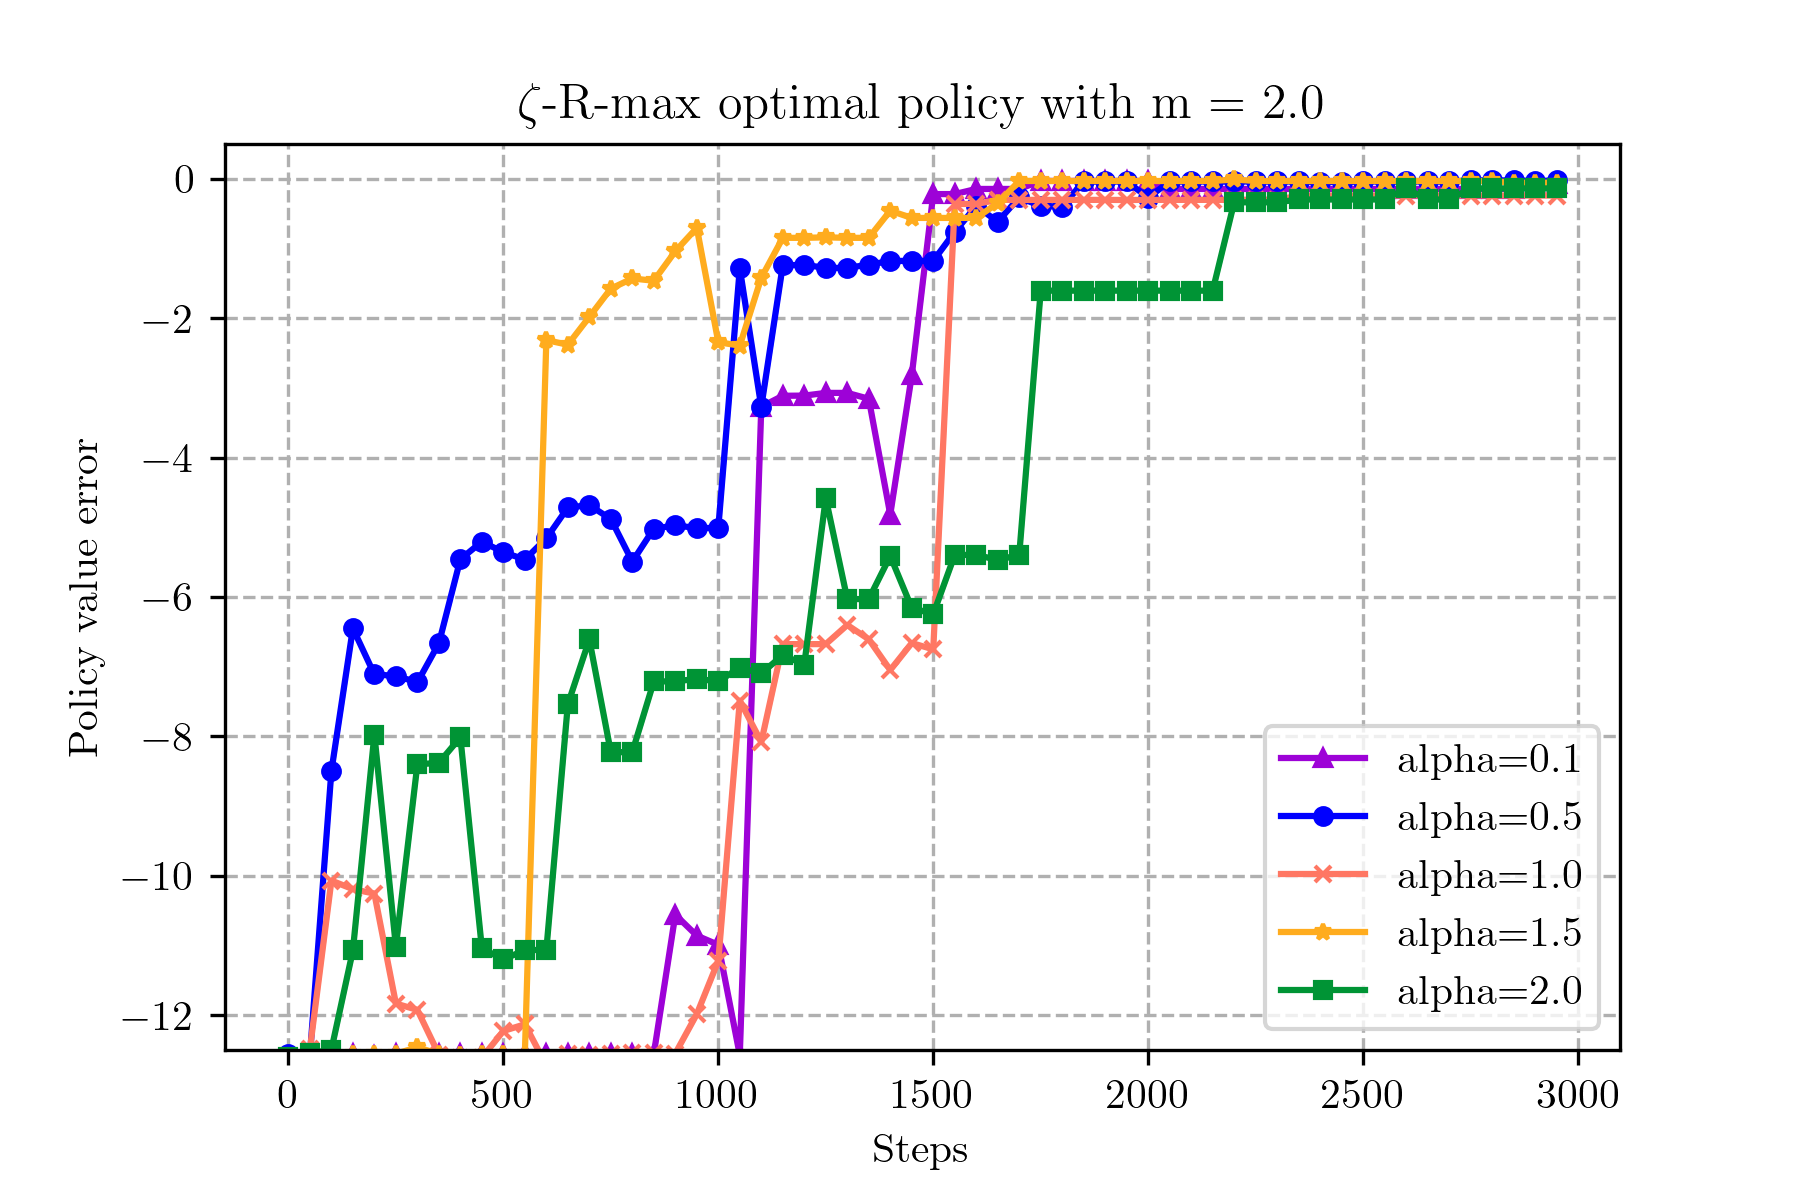 ζ-R-max optimal policy with m = 2.0
Policy value error
0
−2
−4
−6
−8
−10
−12
alpha=0.1
alpha=0.5
alpha=1.0
alpha=1.5
alpha=2.0
0 500 1000 1500 2000 2500 3000
Steps